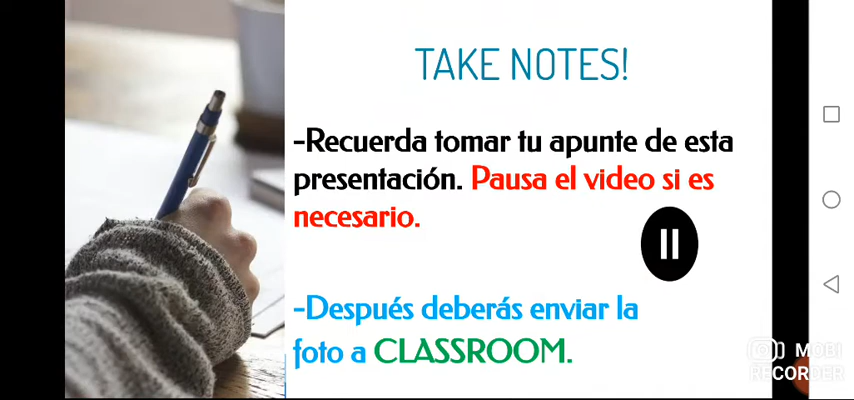 TAKE NOTES!
-Recuerda tomar tu apunte de esta
presentación. Pausa el video si es
necesario.
-Después deberás enviar la
foto a CLASSROOM.
MOBI
RECORDER